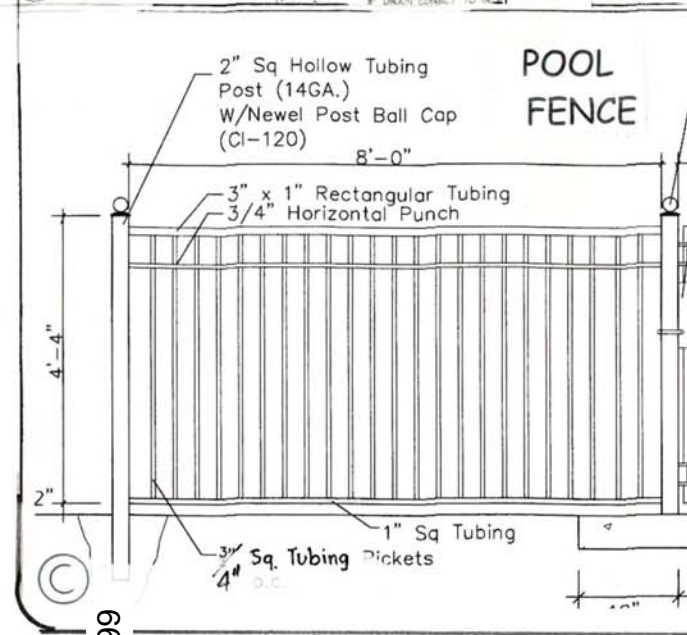 2" Sq Hollow Tubing
Post (14GA.)
W/Newel Post Ball Cap
(CI-120)
POOL
FENCE
8'-0"
3" x 1" Rectangular Tubing
3/4" Horizontal Punch
4'-4"
2"
1" Sq Tubing
3"/4" Sq. Tubing Pickets
o.c.
C
66